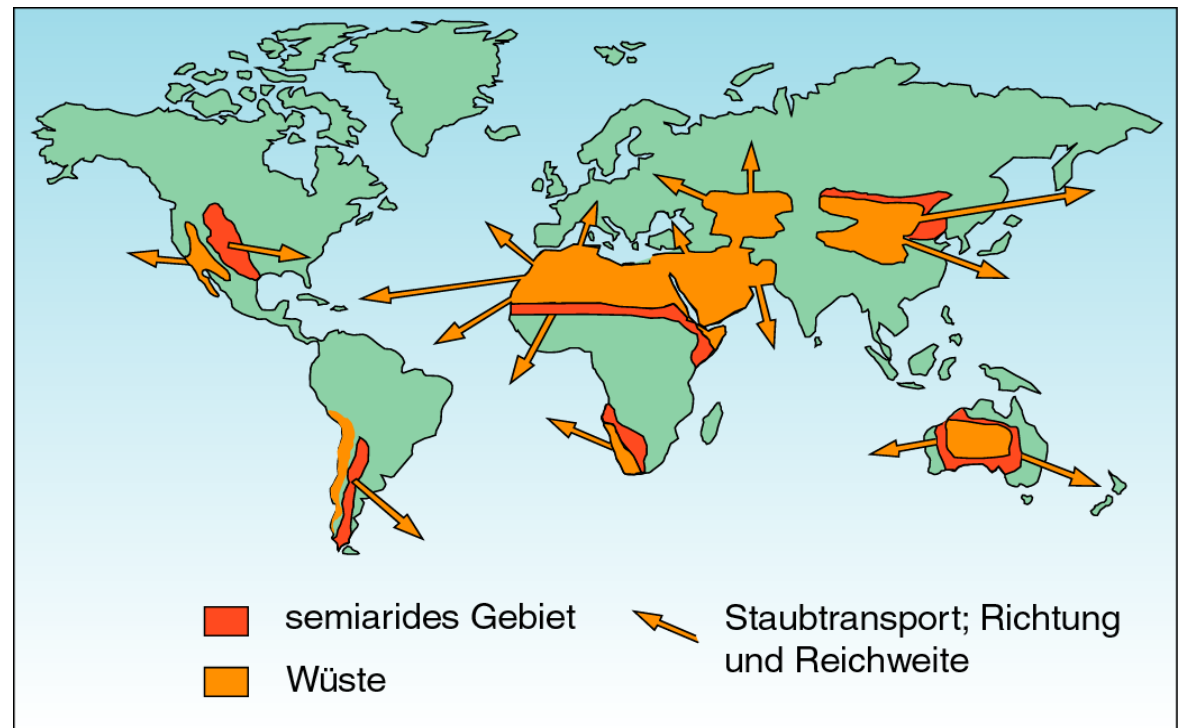 semiarides Gebiet
Wüste
Staubtransport; Richtung
und Reichweite